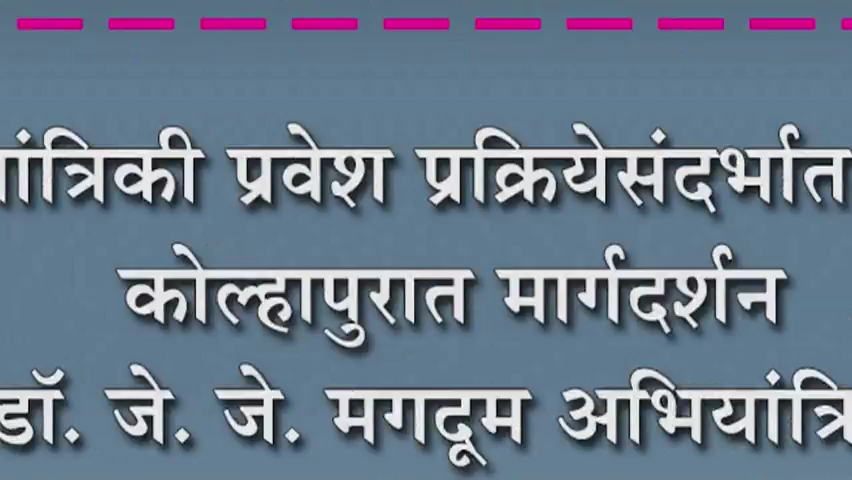 यांत्रिकी प्रवेश प्रक्रियेसंदर्भात
कोल्हापुरात मार्गदर्शन
डॉ. जे. जे. मगदूम अभियांत्रि